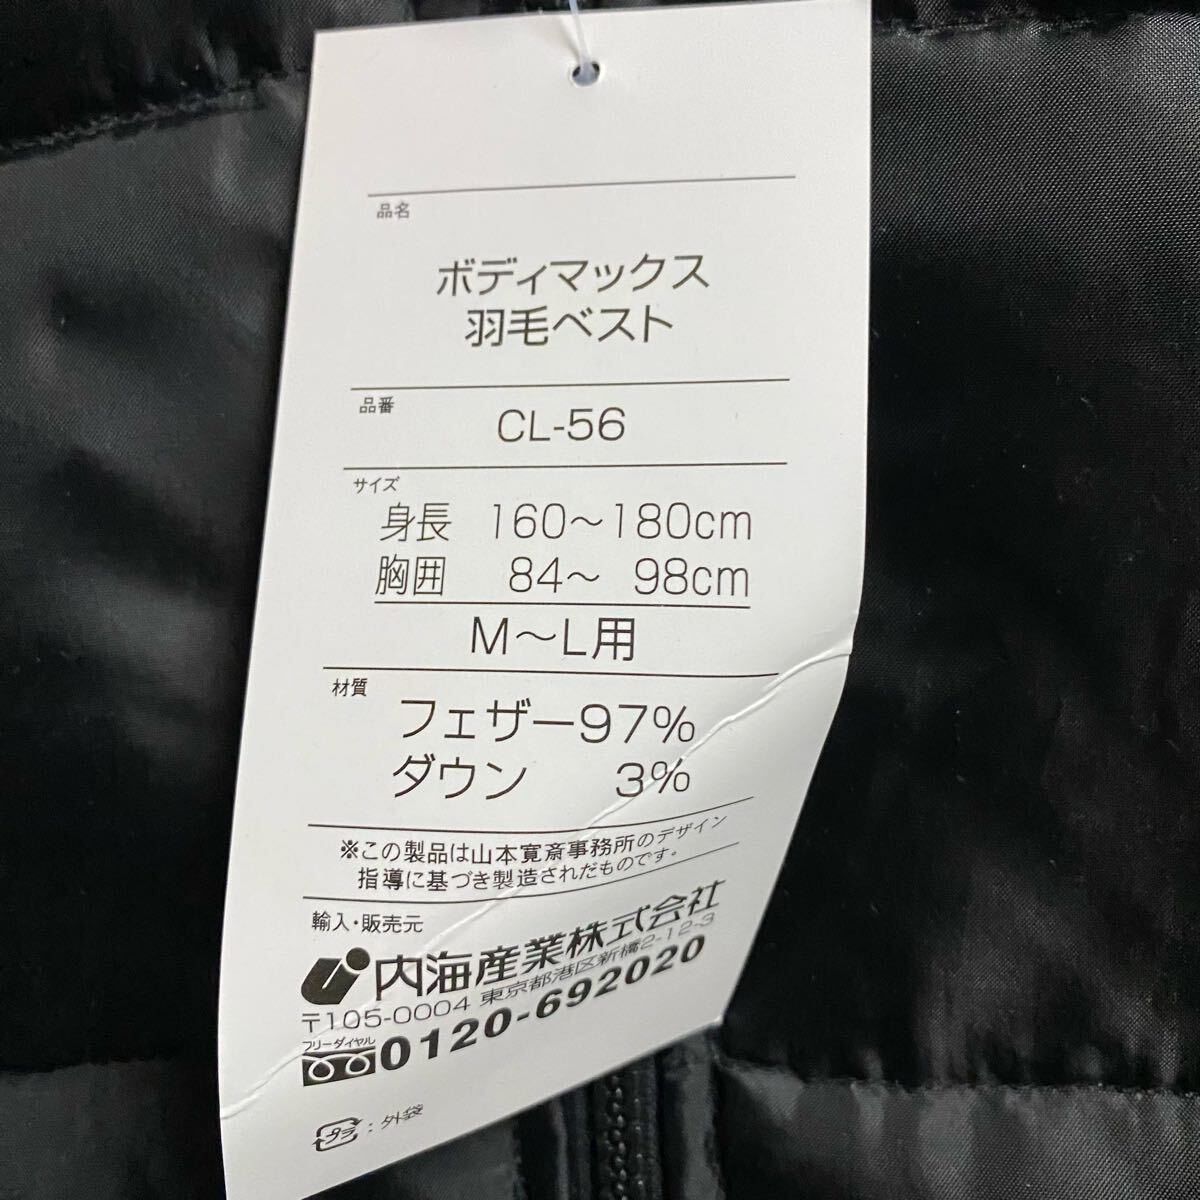 品名
ボディマックス
羽毛ベスト
品番
CL-56
サイズ
身長 160〜180cm
胸囲 84〜 98cm
M〜L用
材質
フェザー97%
ダウン 3%
※この製品は山本寛斎事務所のデザイン
指導に基づき製造されたものです。
輸入・販売元
内海産業株式会社
〒105-0004 東京都港区新橋2-12-3
フリーダイヤル
0120-692020
プラ:外袋